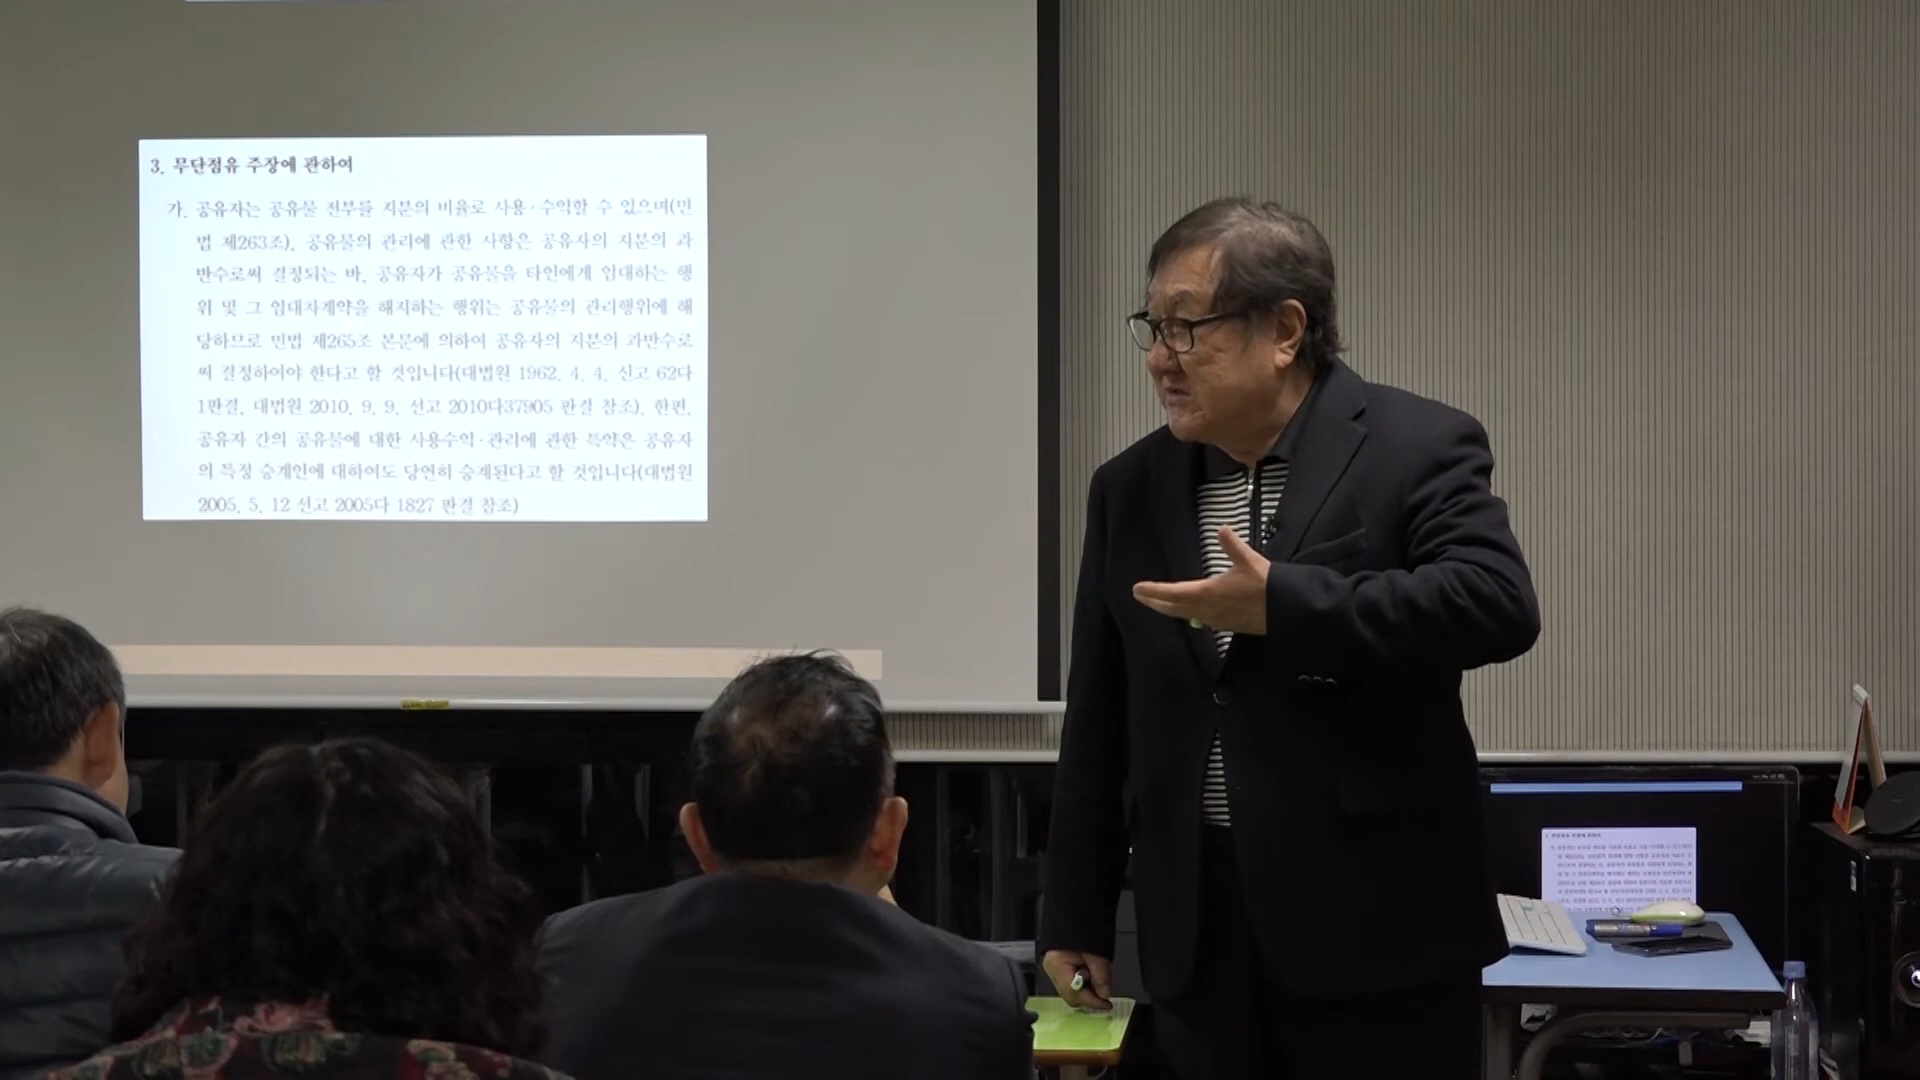 3. 무단점유 주장에 관하여
가. 공유자는 공유물 전부를 지분의 비율로 사용·수익할 수 있으며(민
법 제263조), 공유물의 관리에 관한 사항은 공유자의 지분의 과
반수로써 결정되는 바, 공유자가 공유물을 타인에게 임대하는 행
위 및 그 임대차계약을 해지하는 행위는 공유물의 관리행위에 해
당하므로 민법 제265조 본문에 의하여 공유자의 지분의 과반수로
써 결정하여야 한다고 할 것입니다(대법원 1962. 4. 4. 선고 62다
1판결, 대법원 2010. 9. 9. 선고 2010다37905 판결 참조). 한편,
공유자 간의 공유물에 대한 사용수익·관리에 관한 특약은 공유자
의 특정 승계인에 대하여도 당연히 승계된다고 할 것입니다(대법원
2005. 5. 12 선고 2005다 1827 판결 참조)